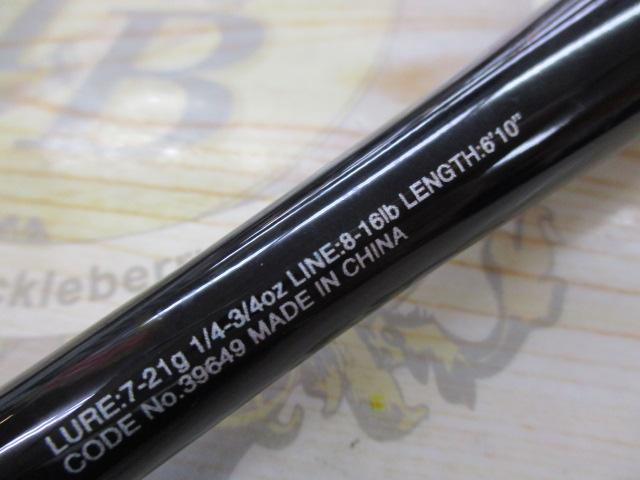 LURE:7-21g 1/4-3/4oz LINE:8-16lb LENGTH:6'10"
CODE No.39649 MADE IN CHINA
B
ckleberr